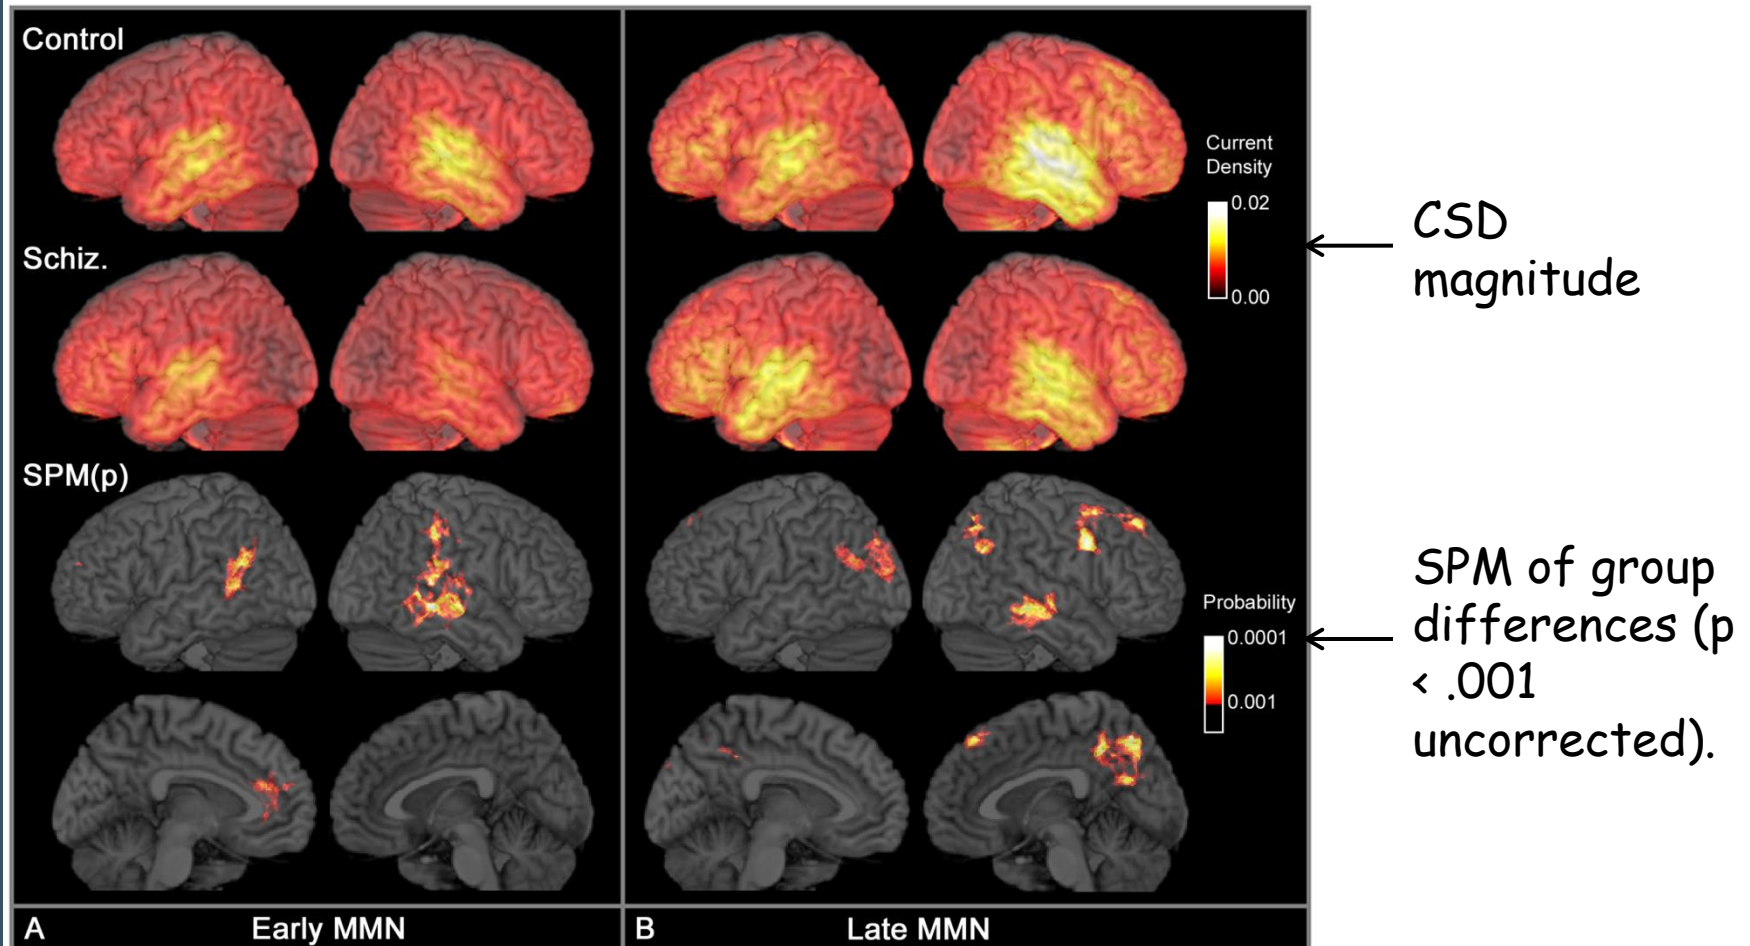 Control
Current
Density
0.02
0.00
CSD
magnitude
Schiz.
SPM(p)
Probability
0.0001
0.001
SPM of group
differences (p
< .001
uncorrected).
A
Early MMN
B
Late MMN